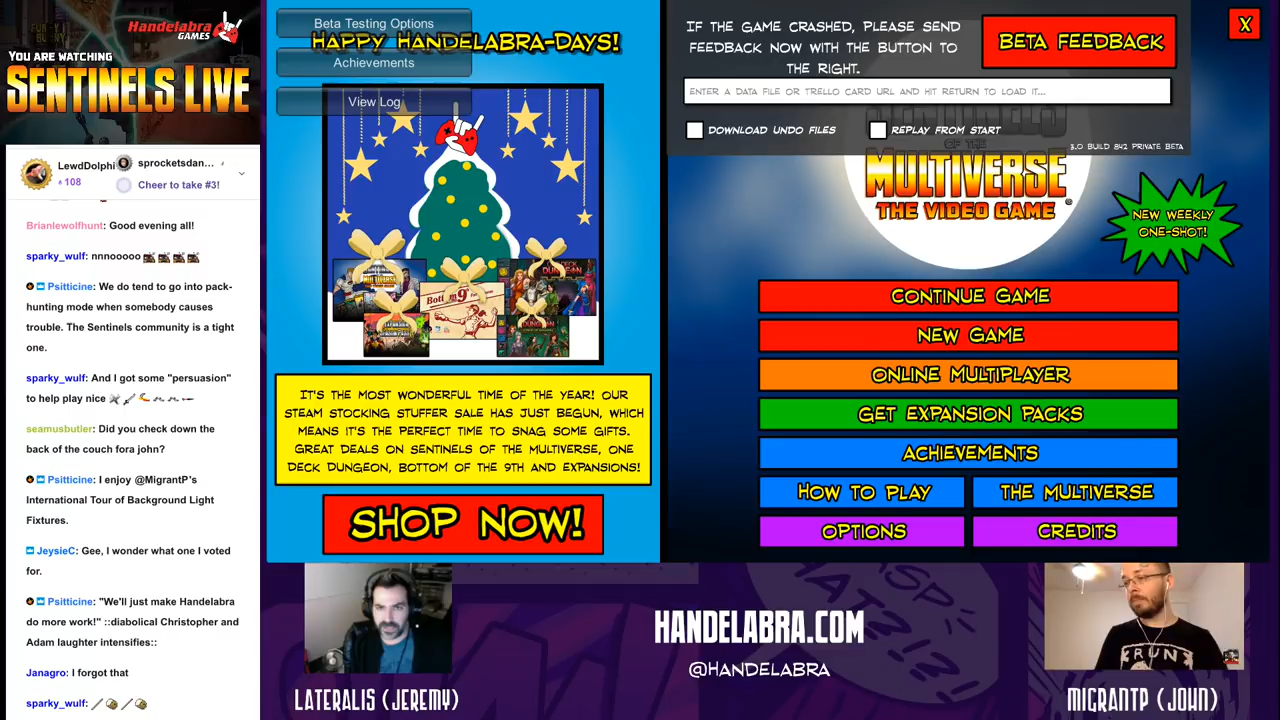 Handelabra
GAMES
YOU ARE WATCHING
SENTINELS LIVE
LewdDolphi
108
sprocketsdan...
Cheer to take #3!
Brianlewolfhunt: Good evening all!
sparky_wulf: nnnooooo
Psitticine: We do tend to go into pack-
hunting mode when somebody causes
trouble. The Sentinels community is a tight
one.
sparky_wulf: And I got some "persuasion"
to help play nice
seamusbutler: Did you check down the
back of the couch fora john?
Psitticine: I enjoy @MigrantP's
International Tour of Background Light
Fixtures.
JeysieC: Gee, I wonder what one I voted
for.
Psitticine: "We'll just make Handelabra
do more work!" ::diabolical Christopher and
Adam laughter intensifies::
Janagro: I forgot that
sparky_wulf:
Beta Testing Options
HAPPY HANDELABRA-DAYS!
Achievements
View Log
MULTIVERSE
Bottom
9th
DUNGEON
DUNGEON
IT'S THE MOST WONDERFUL TIME OF THE YEAR! OUR
STEAM STOCKING STUFFER SALE HAS JUST BEGUN, WHICH
MEANS IT'S THE PERFECT TIME TO SNAG SOME GIFTS.
GREAT DEALS ON SENTINELS OF THE MULTIVERSE, ONE
DECK DUNGEON, BOTTOM OF THE 9TH AND EXPANSIONS!
SHOP NOW!
IF THE GAME CRASHED, PLEASE SEND
FEEDBACK NOW WITH THE BUTTON TO
THE RIGHT.
BETA FEEDBACK
X
ENTER A DATA FILE OR TRELLO CARD URL AND HIT RETURN TO LOAD IT...
DOWNLOAD UNDO FILES
REPLAY FROM START
3.0 BUILD 842 PRIVATE BETA
SENTINELS
OF THE
MULTIVERSE
THE VIDEO GAME
NEW WEEKLY
ONE-SHOT!
CONTINUE GAME
NEW GAME
ONLINE MULTIPLAYER
GET EXPANSION PACKS
ACHIEVEMENTS
HOW TO PLAY
THE MULTIVERSE
OPTIONS
CREDITS
HANDELABRA.COM
@HANDELABRA
LATERALIS (JEREMY)
RUN
MIGRANTP (JOHN)